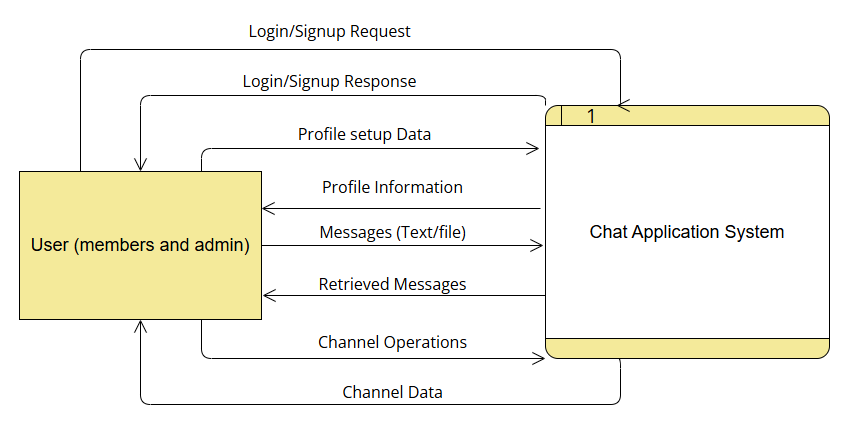 Login/Signup Request
Login/Signup Response
1
Profile setup Data
Profile Information
User (members and admin)
Messages (Text/file)
Chat Application System
Retrieved Messages
Channel Operations
Channel Data